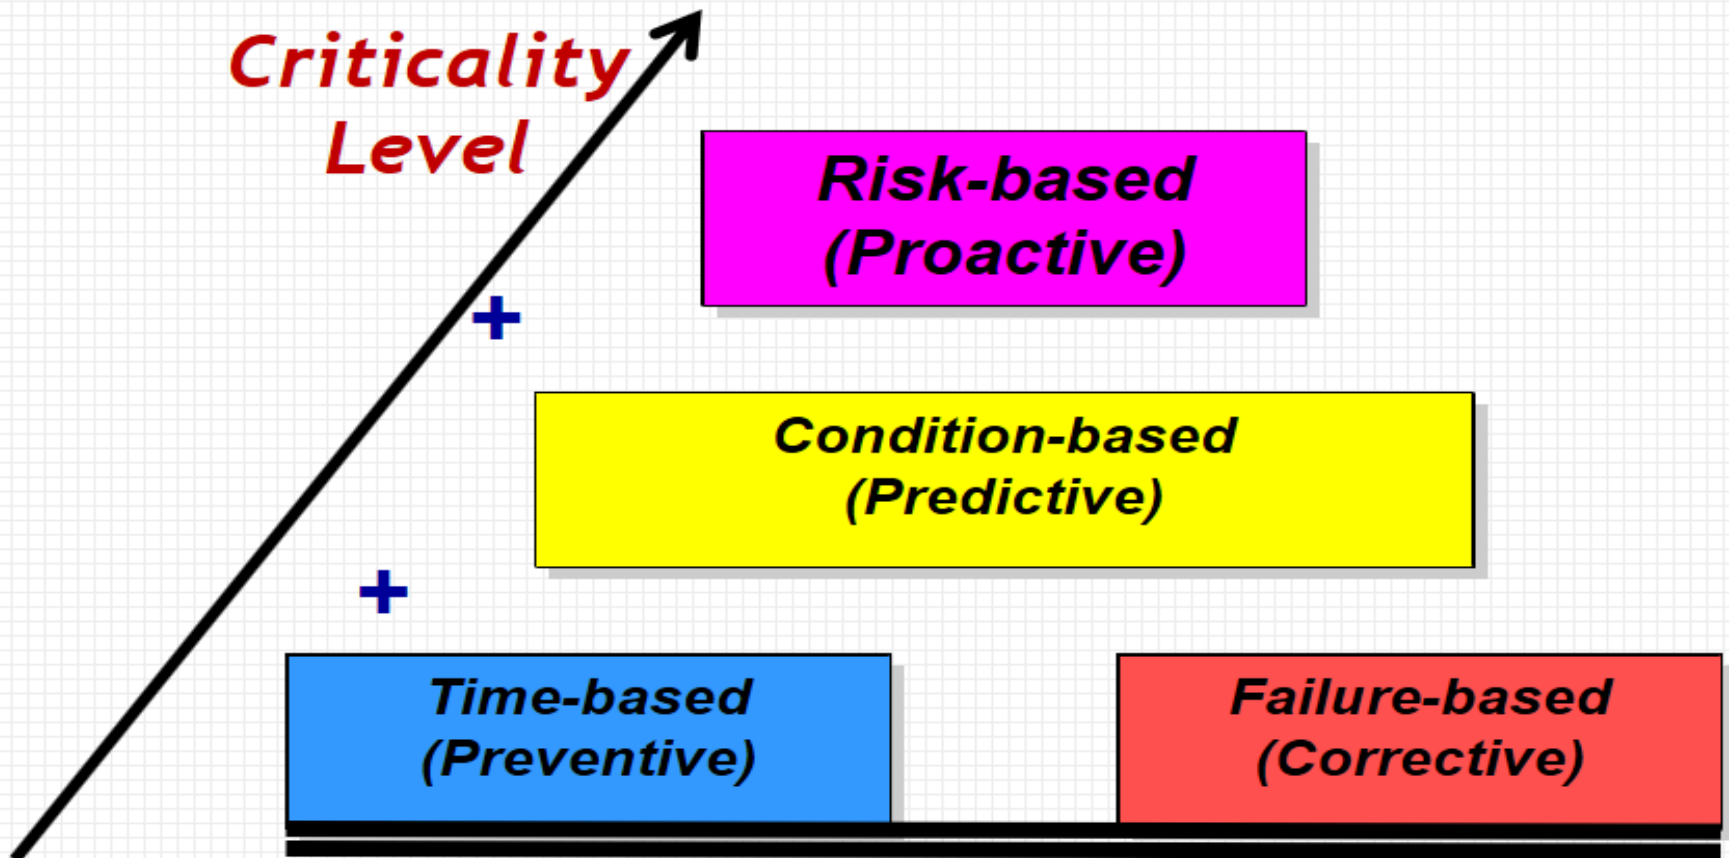 Criticality
Level
Risk-based
(Proactive)
+
Condition-based
(Predictive)
+
Time-based
(Preventive)
Failure-based
(Corrective)